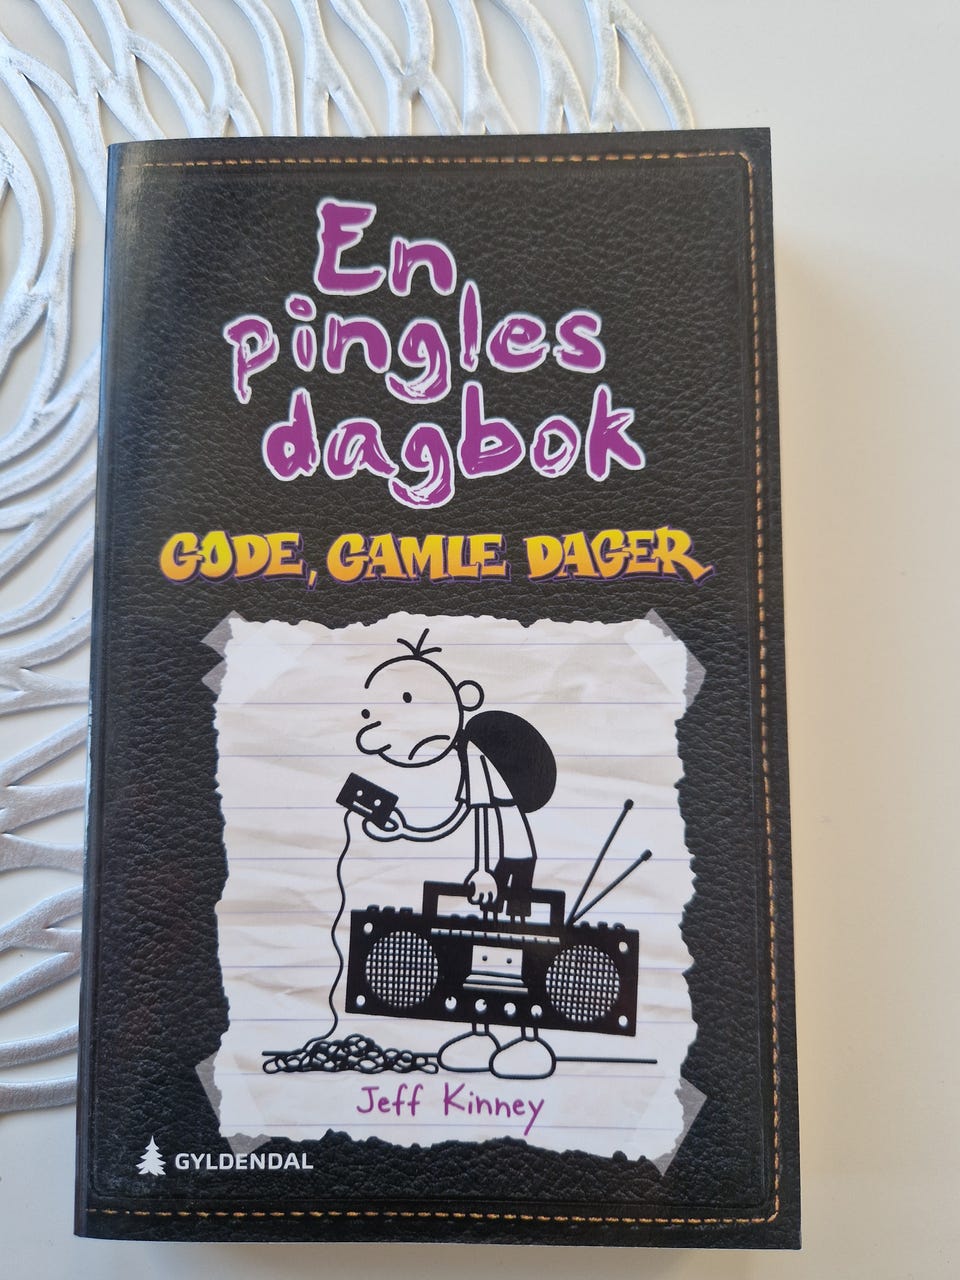 En
pingles
dagbok
GODE, GAMLE DAGER
Jeff Kinney
GYLDENDAL